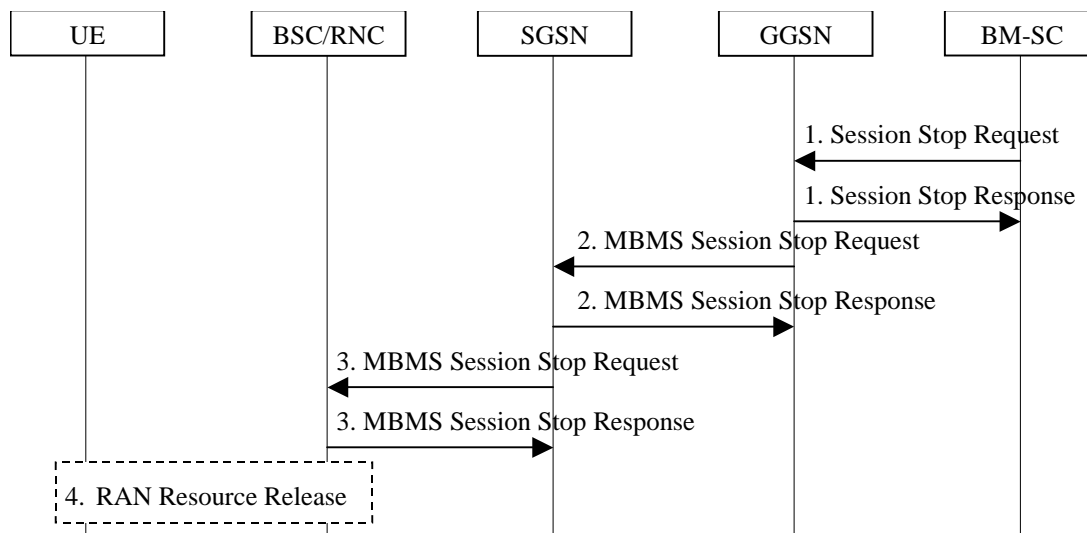 UE
BSC/RNC
SGSN
GGSN
BM-SC
1. Session Stop Request
1. Session Stop Response
2. MBMS Session Stop Request
2. MBMS Session Stop Response
3. MBMS Session Stop Request
3. MBMS Session Stop Response
4. RAN Resource Release